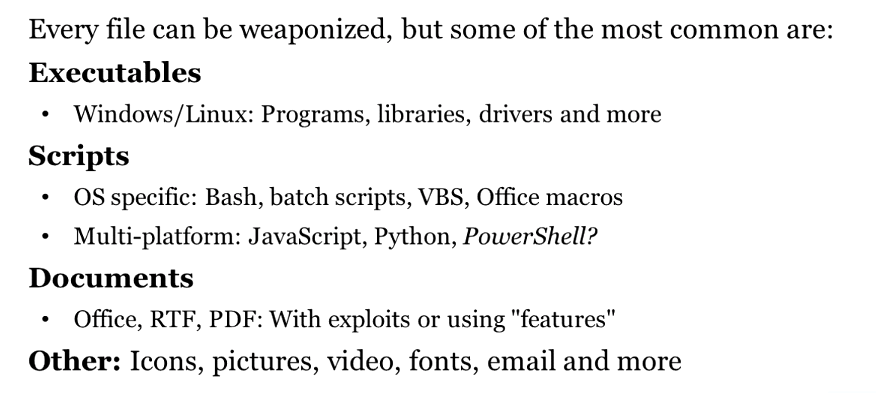 Every file can be weaponized, but some of the most common are:
Executables
• Windows/Linux: Programs, libraries, drivers and more
Scripts
• OS specific: Bash, batch scripts, VBS, Office macros
• Multi-platform: JavaScript, Python, PowerShell?
Documents
• Office, RTF, PDF: With exploits or using "features"
Other: Icons, pictures, video, fonts, email and more